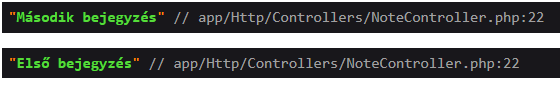 "Második bejegyzés" // app/Http/Controllers/NoteController.php:22
"Első bejegyzés" // app/Http/Controllers/NoteController.php:22